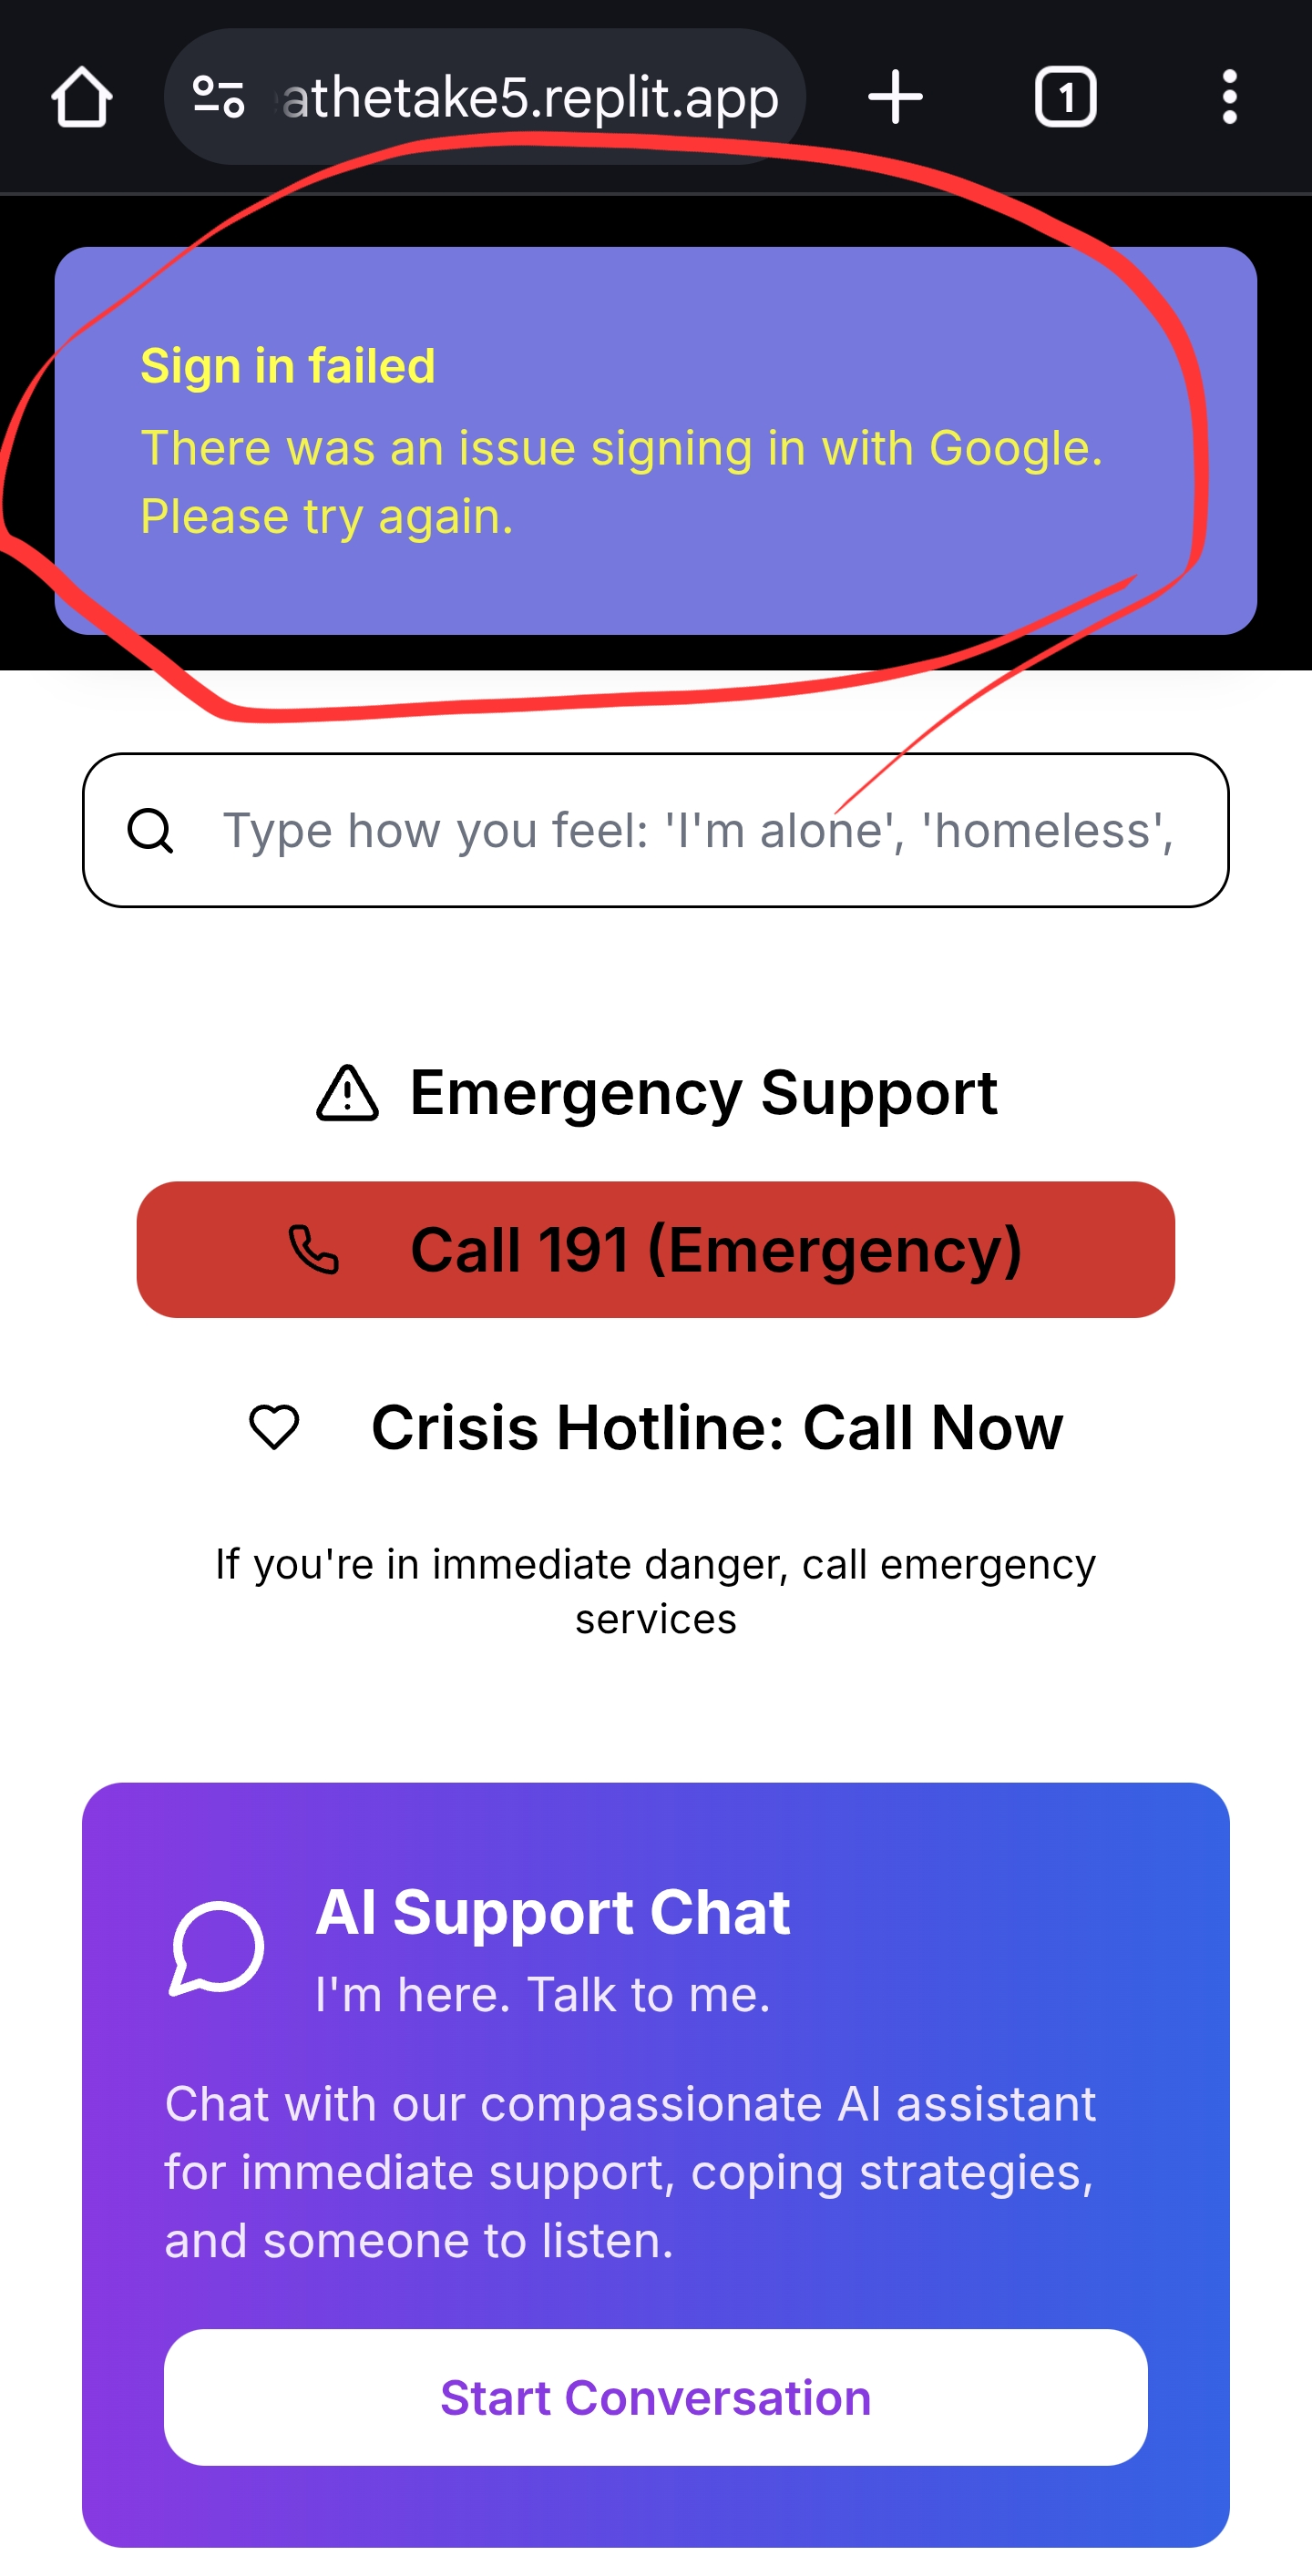 athetake5.replit.app
1
Sign in failed
There was an issue signing in with Google.
Please try again.
Type how you feel: 'I'm alone', 'homeless',
Emergency Support
Call 191 (Emergency)
Crisis Hotline: Call Now
If you're in immediate danger, call emergency
services
AI Support Chat
I'm here. Talk to me.
Chat with our compassionate AI assistant
for immediate support, coping strategies,
and someone to listen.
Start Conversation